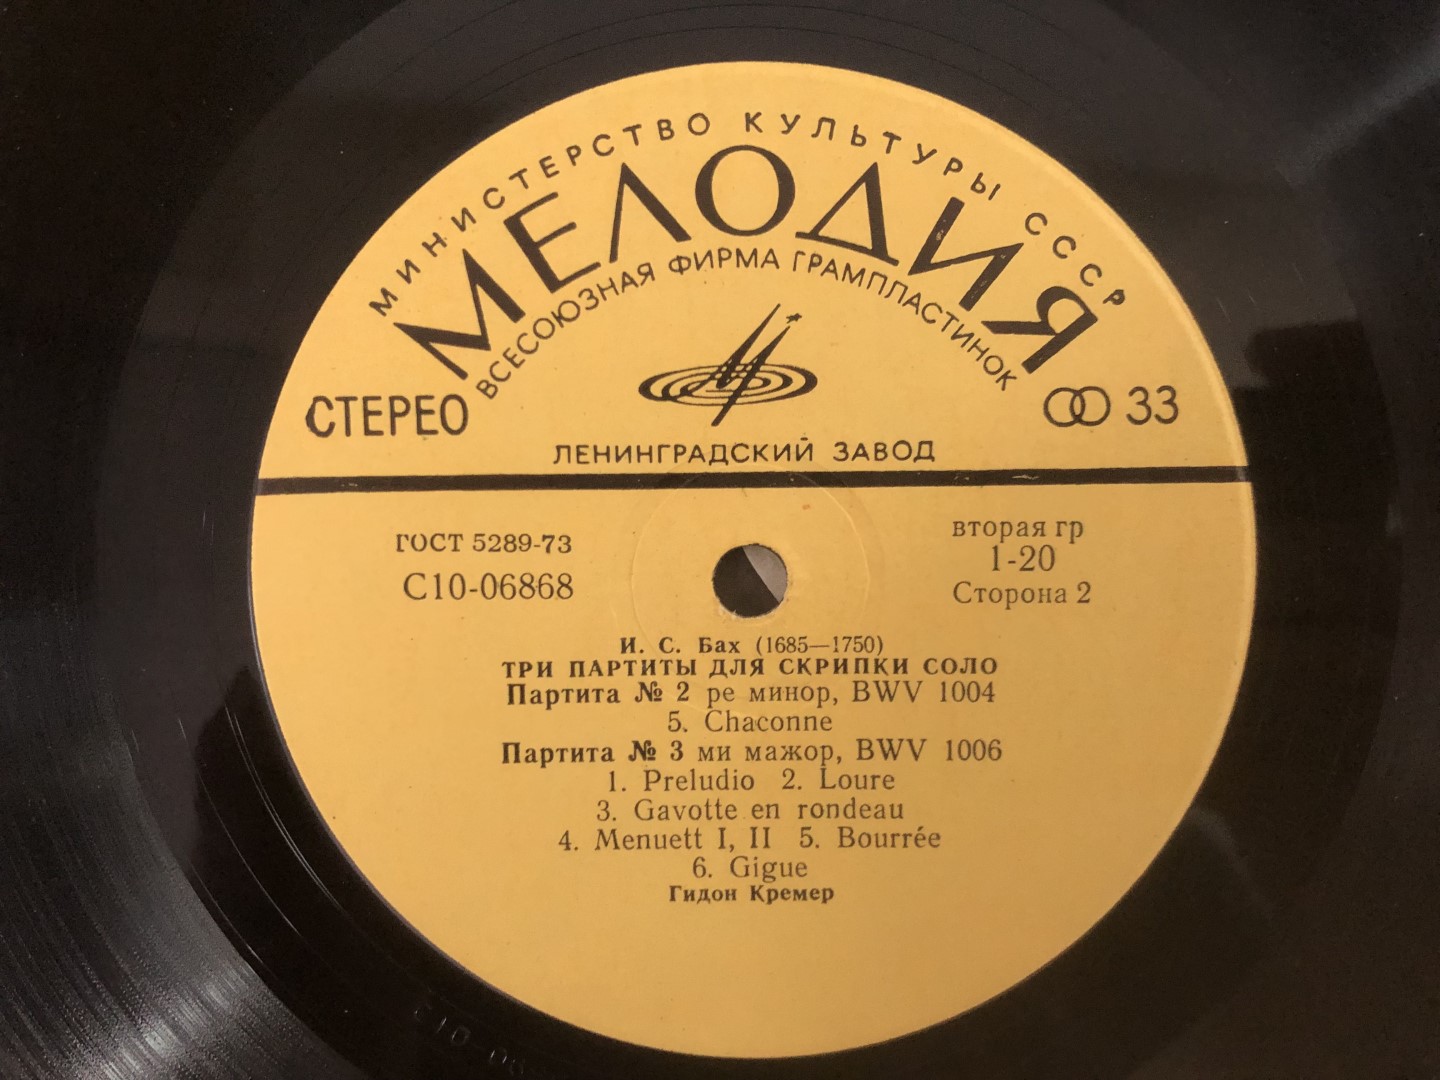 МИНИСТЕРСТВО КУЛЬТУРЫ СССР
МЕЛОДИЯ
ВСЕСОЮЗНАЯ ФИРМА ГРАМПЛАСТИНОК
СТЕРЕО
33
ЛЕНИНГРАДСКИЙ ЗАВОД
ГОСТ 5289-73
С10-06868
вторая гр
1-20
Сторона 2
И. С. Бах (1685—1750)
ТРИ ПАРТИТЫ ДЛЯ СКРИПКИ СОЛО
Партита № 2 ре минор, BWV 1004
5. Chaconne
Партита № 3 ми мажор, BWV 1006
1. Preludio 2. Loure
3. Gavotte en rondeau
4. Menuett I, II 5. Bourrée
6. Gigue
Гидон Кремер